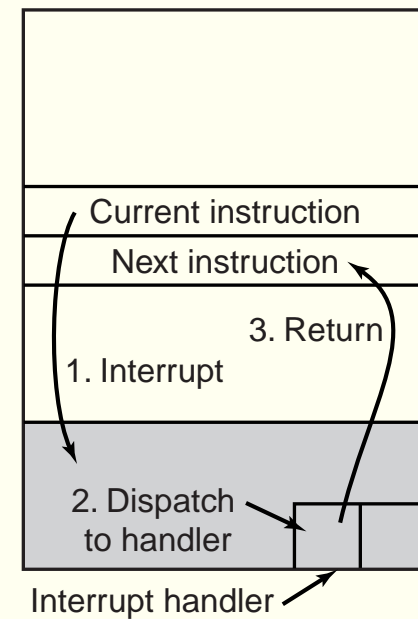 Current instruction
Next instruction
3. Return
1. Interrupt
2. Dispatch
to handler
Interrupt handler